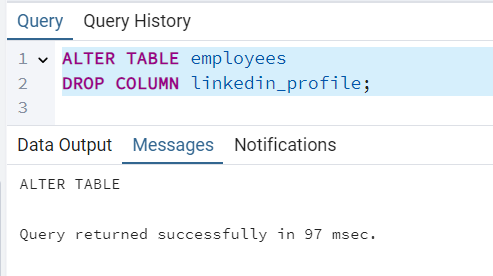 Query Query History
1 ALTER TABLE employees
2 DROP COLUMN linkedin_profile;
3
Data Output Messages Notifications
ALTER TABLE
Query returned successfully in 97 msec.